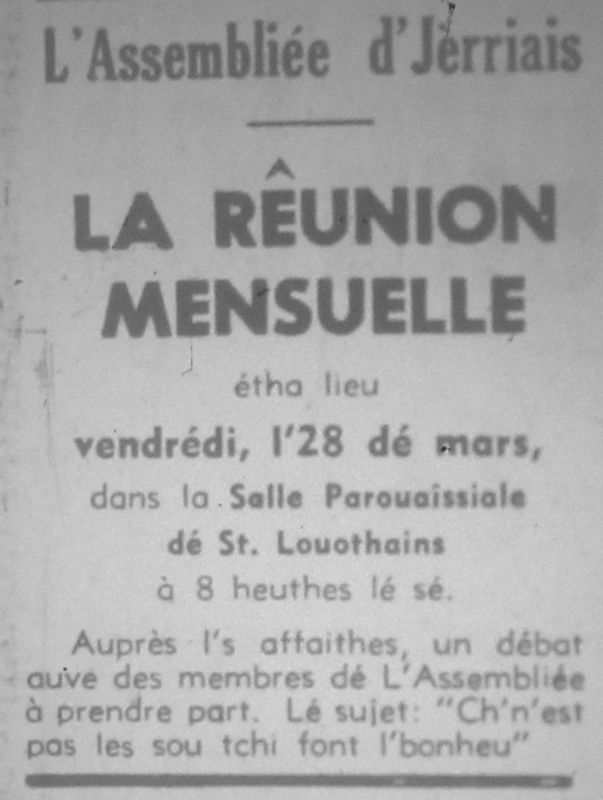 L'Assembliée d'Jèrriais
LA RÊUNION
MENSUELLE
étha lieu
vendrédi, l'28 dé mars,
dans la Salle Parouaîssiale
dé St. Louothains
à 8 heuthes lé sé.
Auprès l's affaithes, un débat
auve des membres dé L'Assembliée
à prendre part. Lé sujet: "Ch'n'est
pas les sou tchi font l'bonheu"